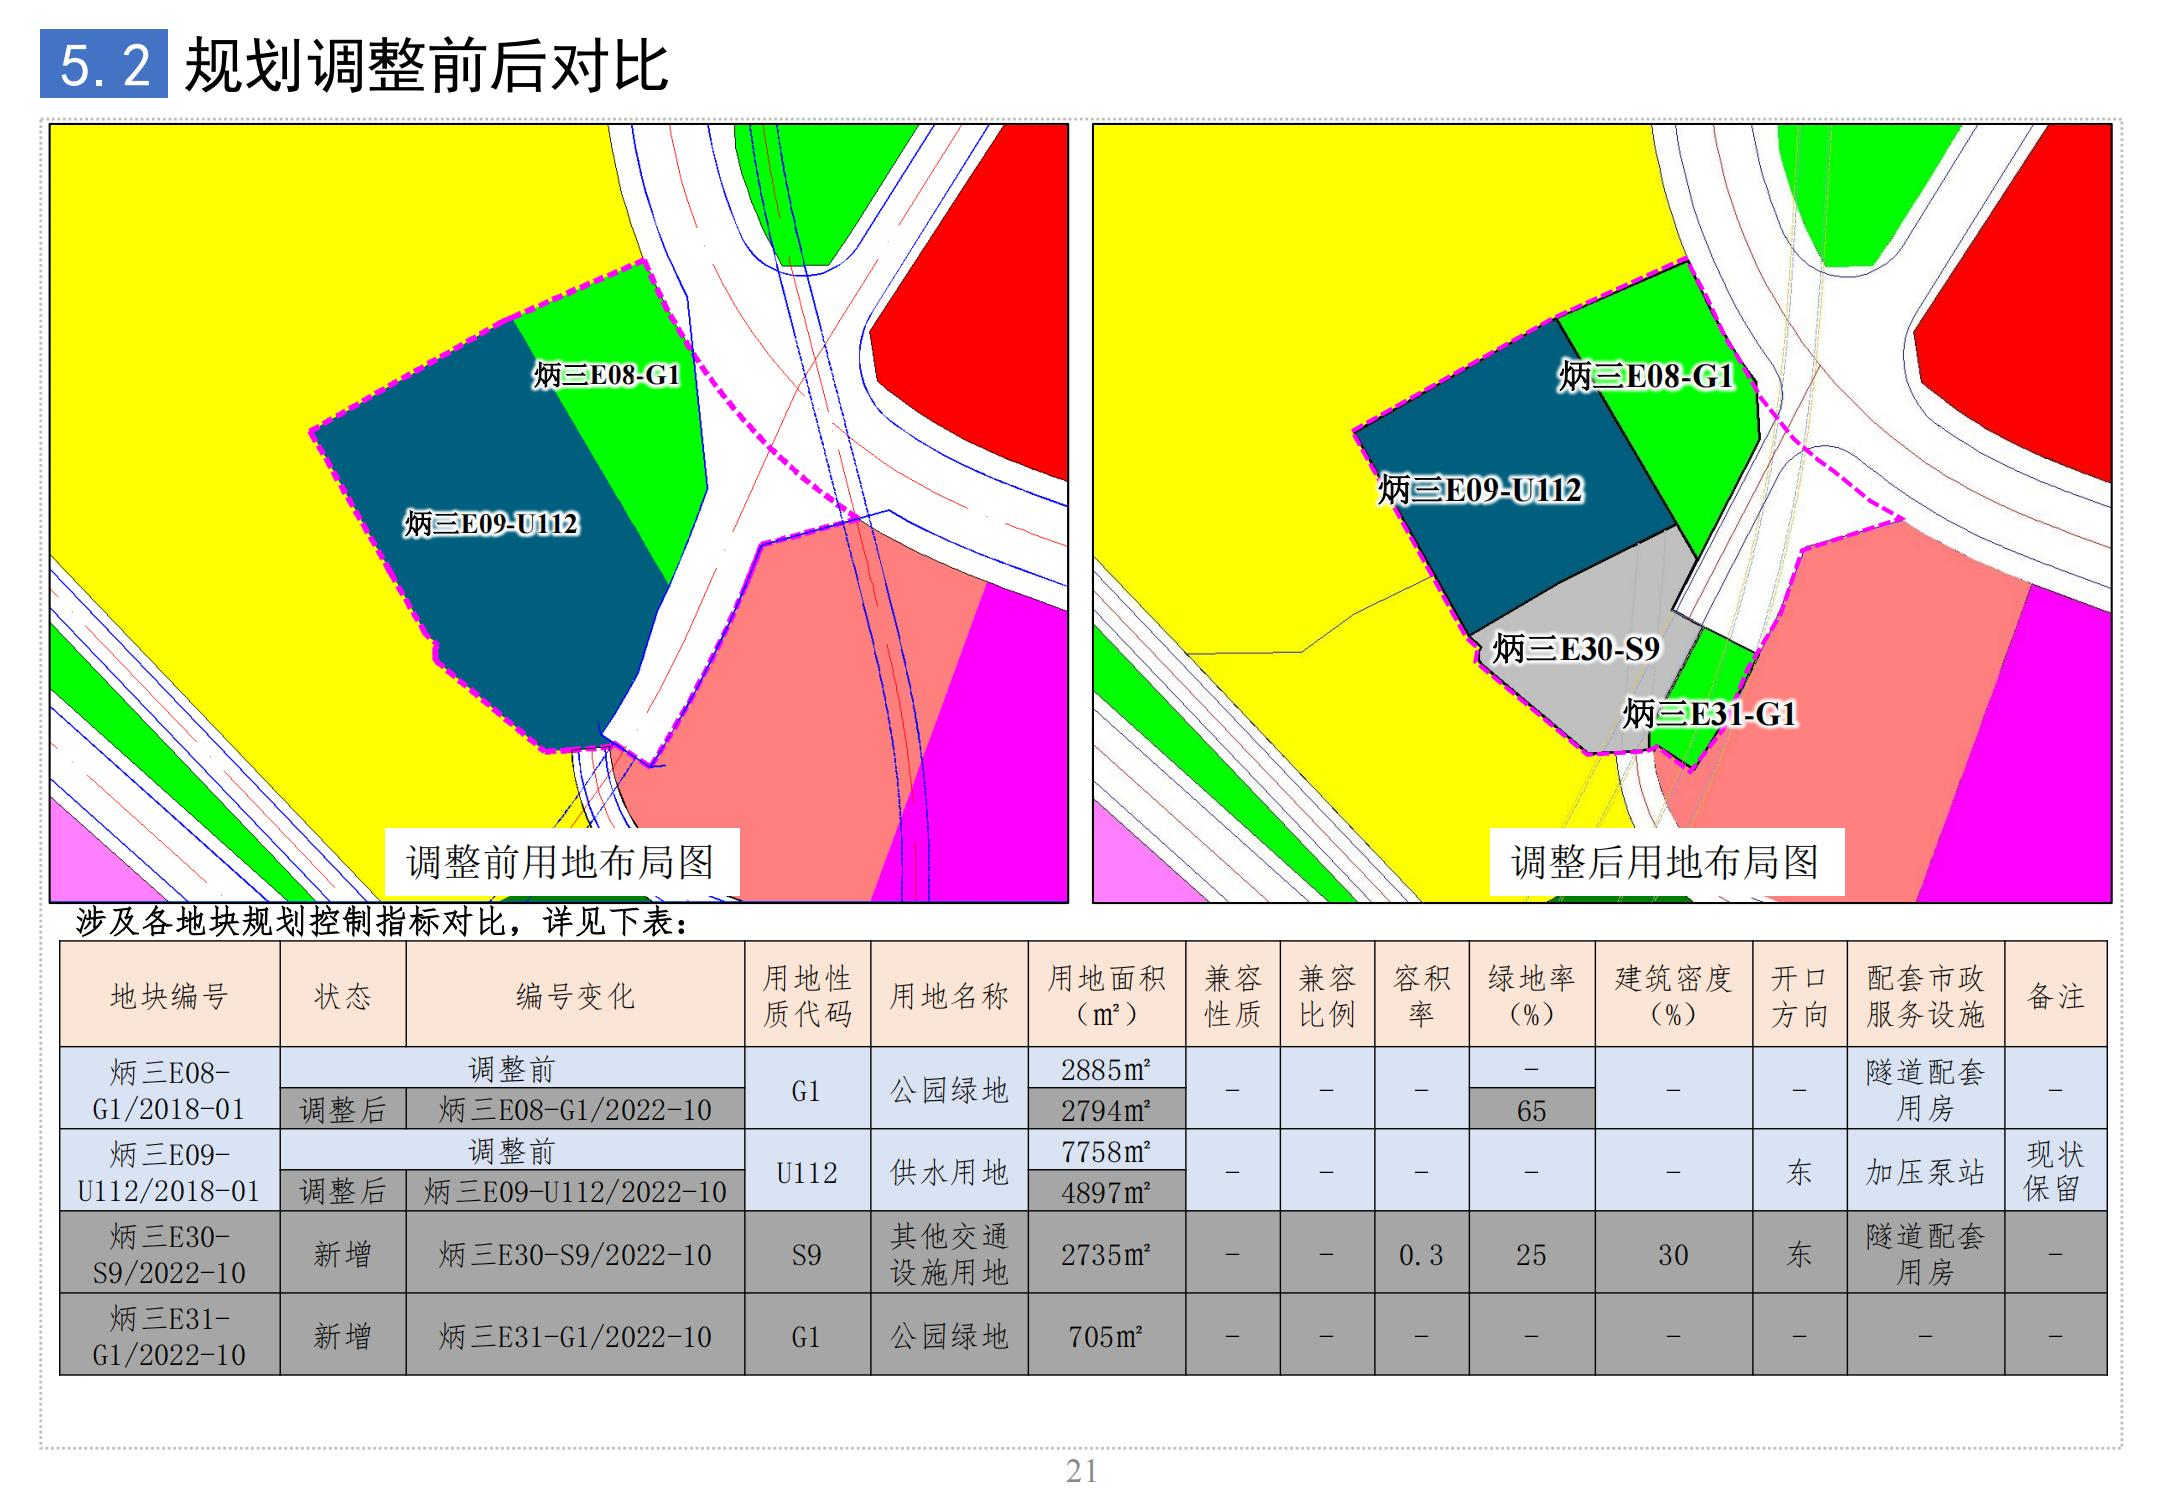 5.2 规划调整前后对比
炳三E08-G1
炳三E09-U112
调整前用地布局图
炳三E08-G1
炳三E09-U112
炳三E30-S9
炳三E31-G1
调整后用地布局图
涉及各地块规划控制指标对比，详见下表：
地块编号 状态 编号变化 用地性质代码 用地名称 用地面积（㎡） 兼容性质 兼容比例 容积率 绿地率(%) 建筑密度(%) 开口方向 配套市政服务设施 备注
炳三E08-G1/2018-01 调整前 G1 公园绿地 2885㎡ - - - - - - 隧道配套用房 -
调整后 炳三E08-G1/2022-10 2794㎡ 65
炳三E09-U112/2018-01 调整前 U112 供水用地 7758㎡ - - - - - 东 加压泵站 现状保留
调整后 炳三E09-U112/2022-10 4897㎡
炳三E30-S9/2022-10 新增 炳三E30-S9/2022-10 S9 其他交通设施用地 2735㎡ - - 0.3 25 30 东 隧道配套用房 -
炳三E31-G1/2022-10 新增 炳三E31-G1/2022-10 G1 公园绿地 705㎡ - - - - - - - -
21